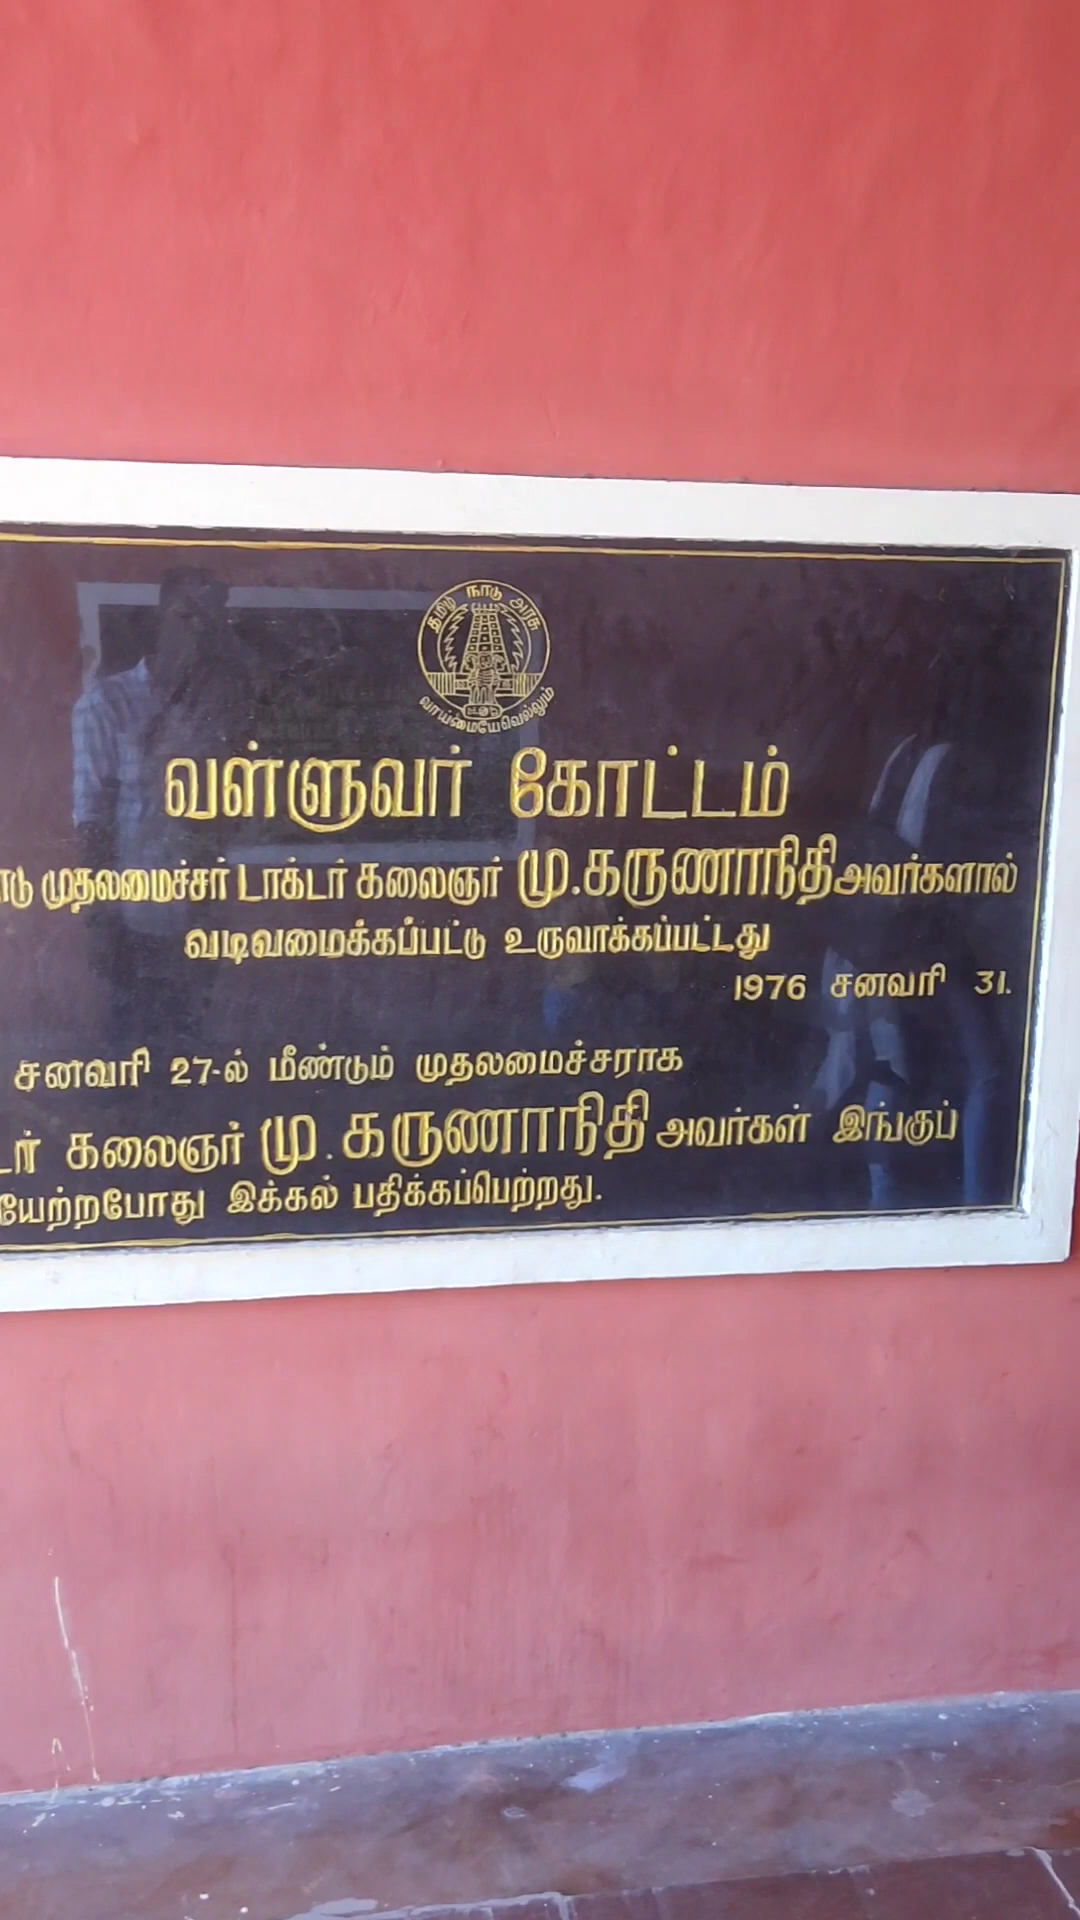 தமிழ் நாடு அரசு
வாய்மையேவெல்லும்
வள்ளுவர் கோட்டம்
முதலமைச்சர் டாக்டர் கலைஞர் மு.கருணாநிதி அவர்களால்
வடிவமைக்கப்பட்டு உருவாக்கப்பட்டது
1976 சனவரி 31.
சனவரி 27-ல் மீண்டும் முதலமைச்சராக
கலைஞர் மு.கருணாநிதி அவர்கள் இங்குப்
இக்கல் பதிக்கப்பெற்றது.